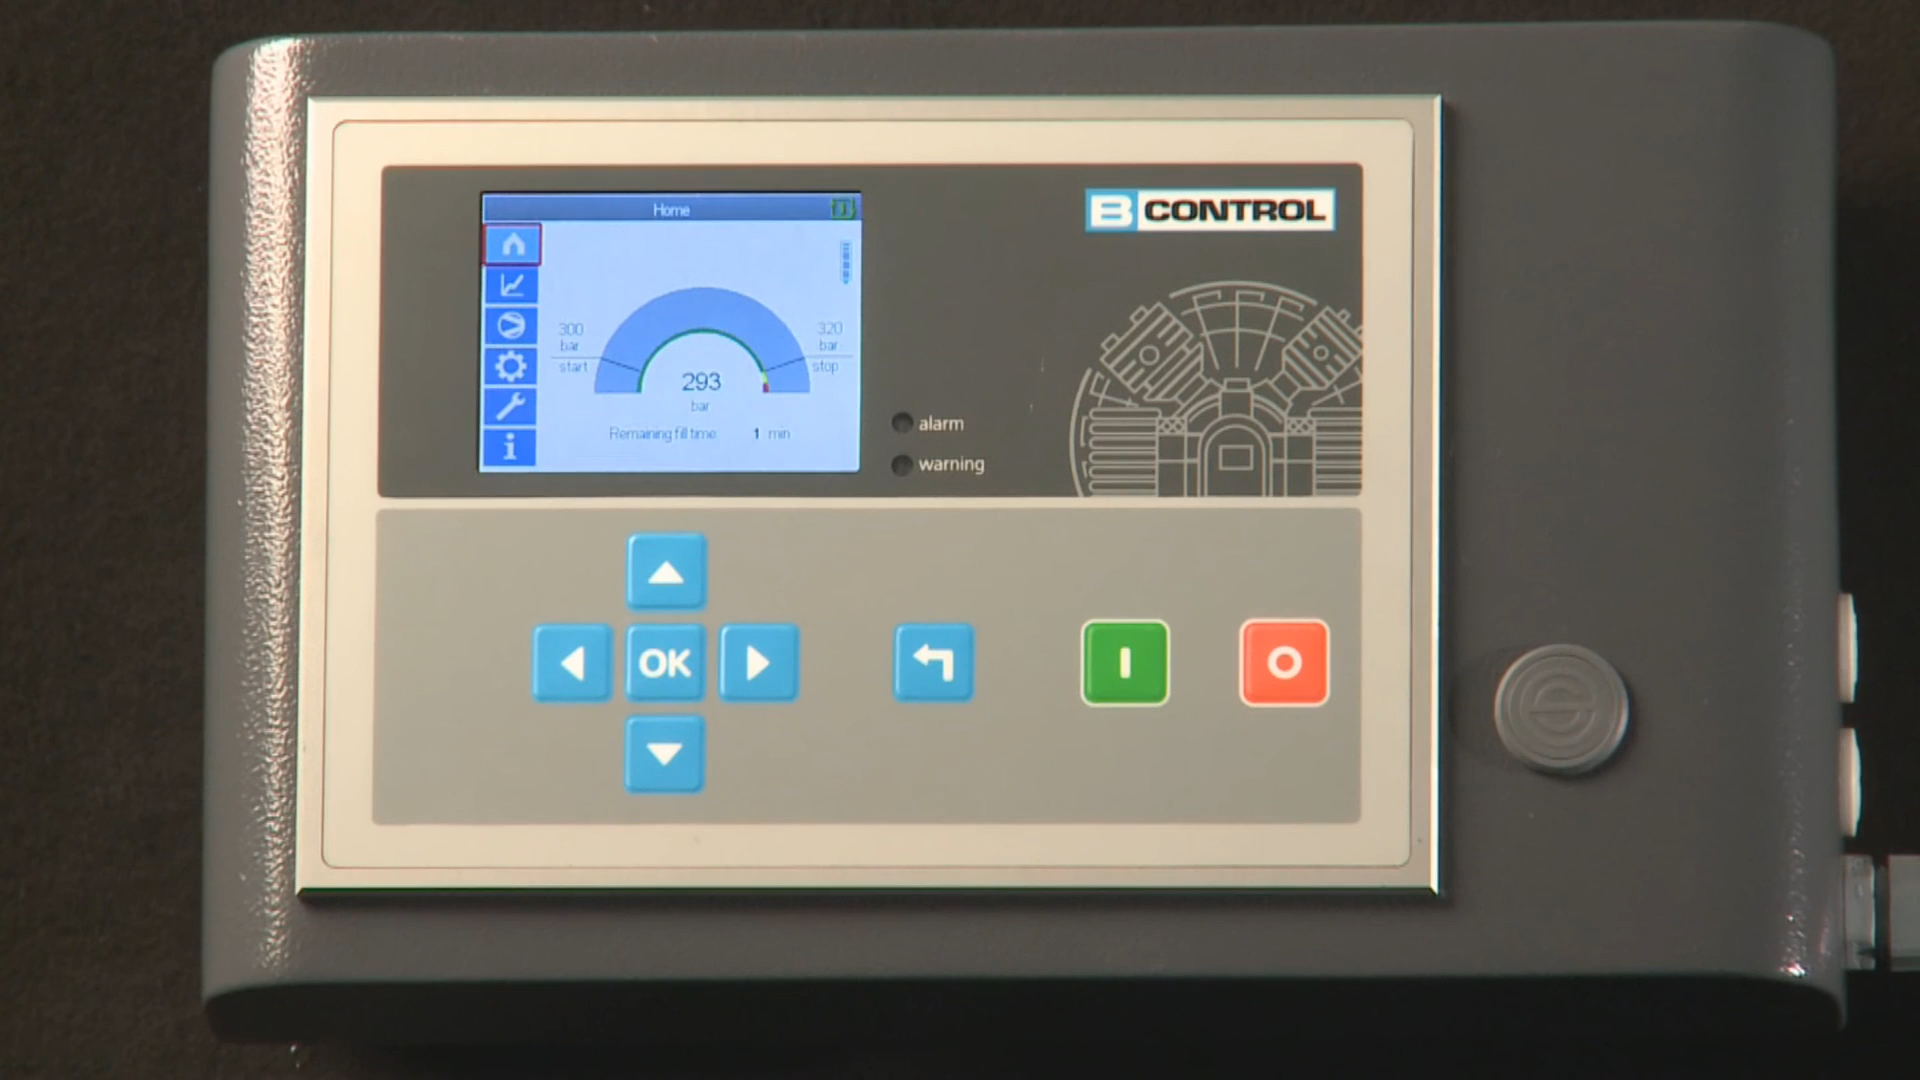 Home
B CONTROL
300
bar
start
320
bar
stop
293
bar
Remaining fill time 1 min
alarm
warning
OK